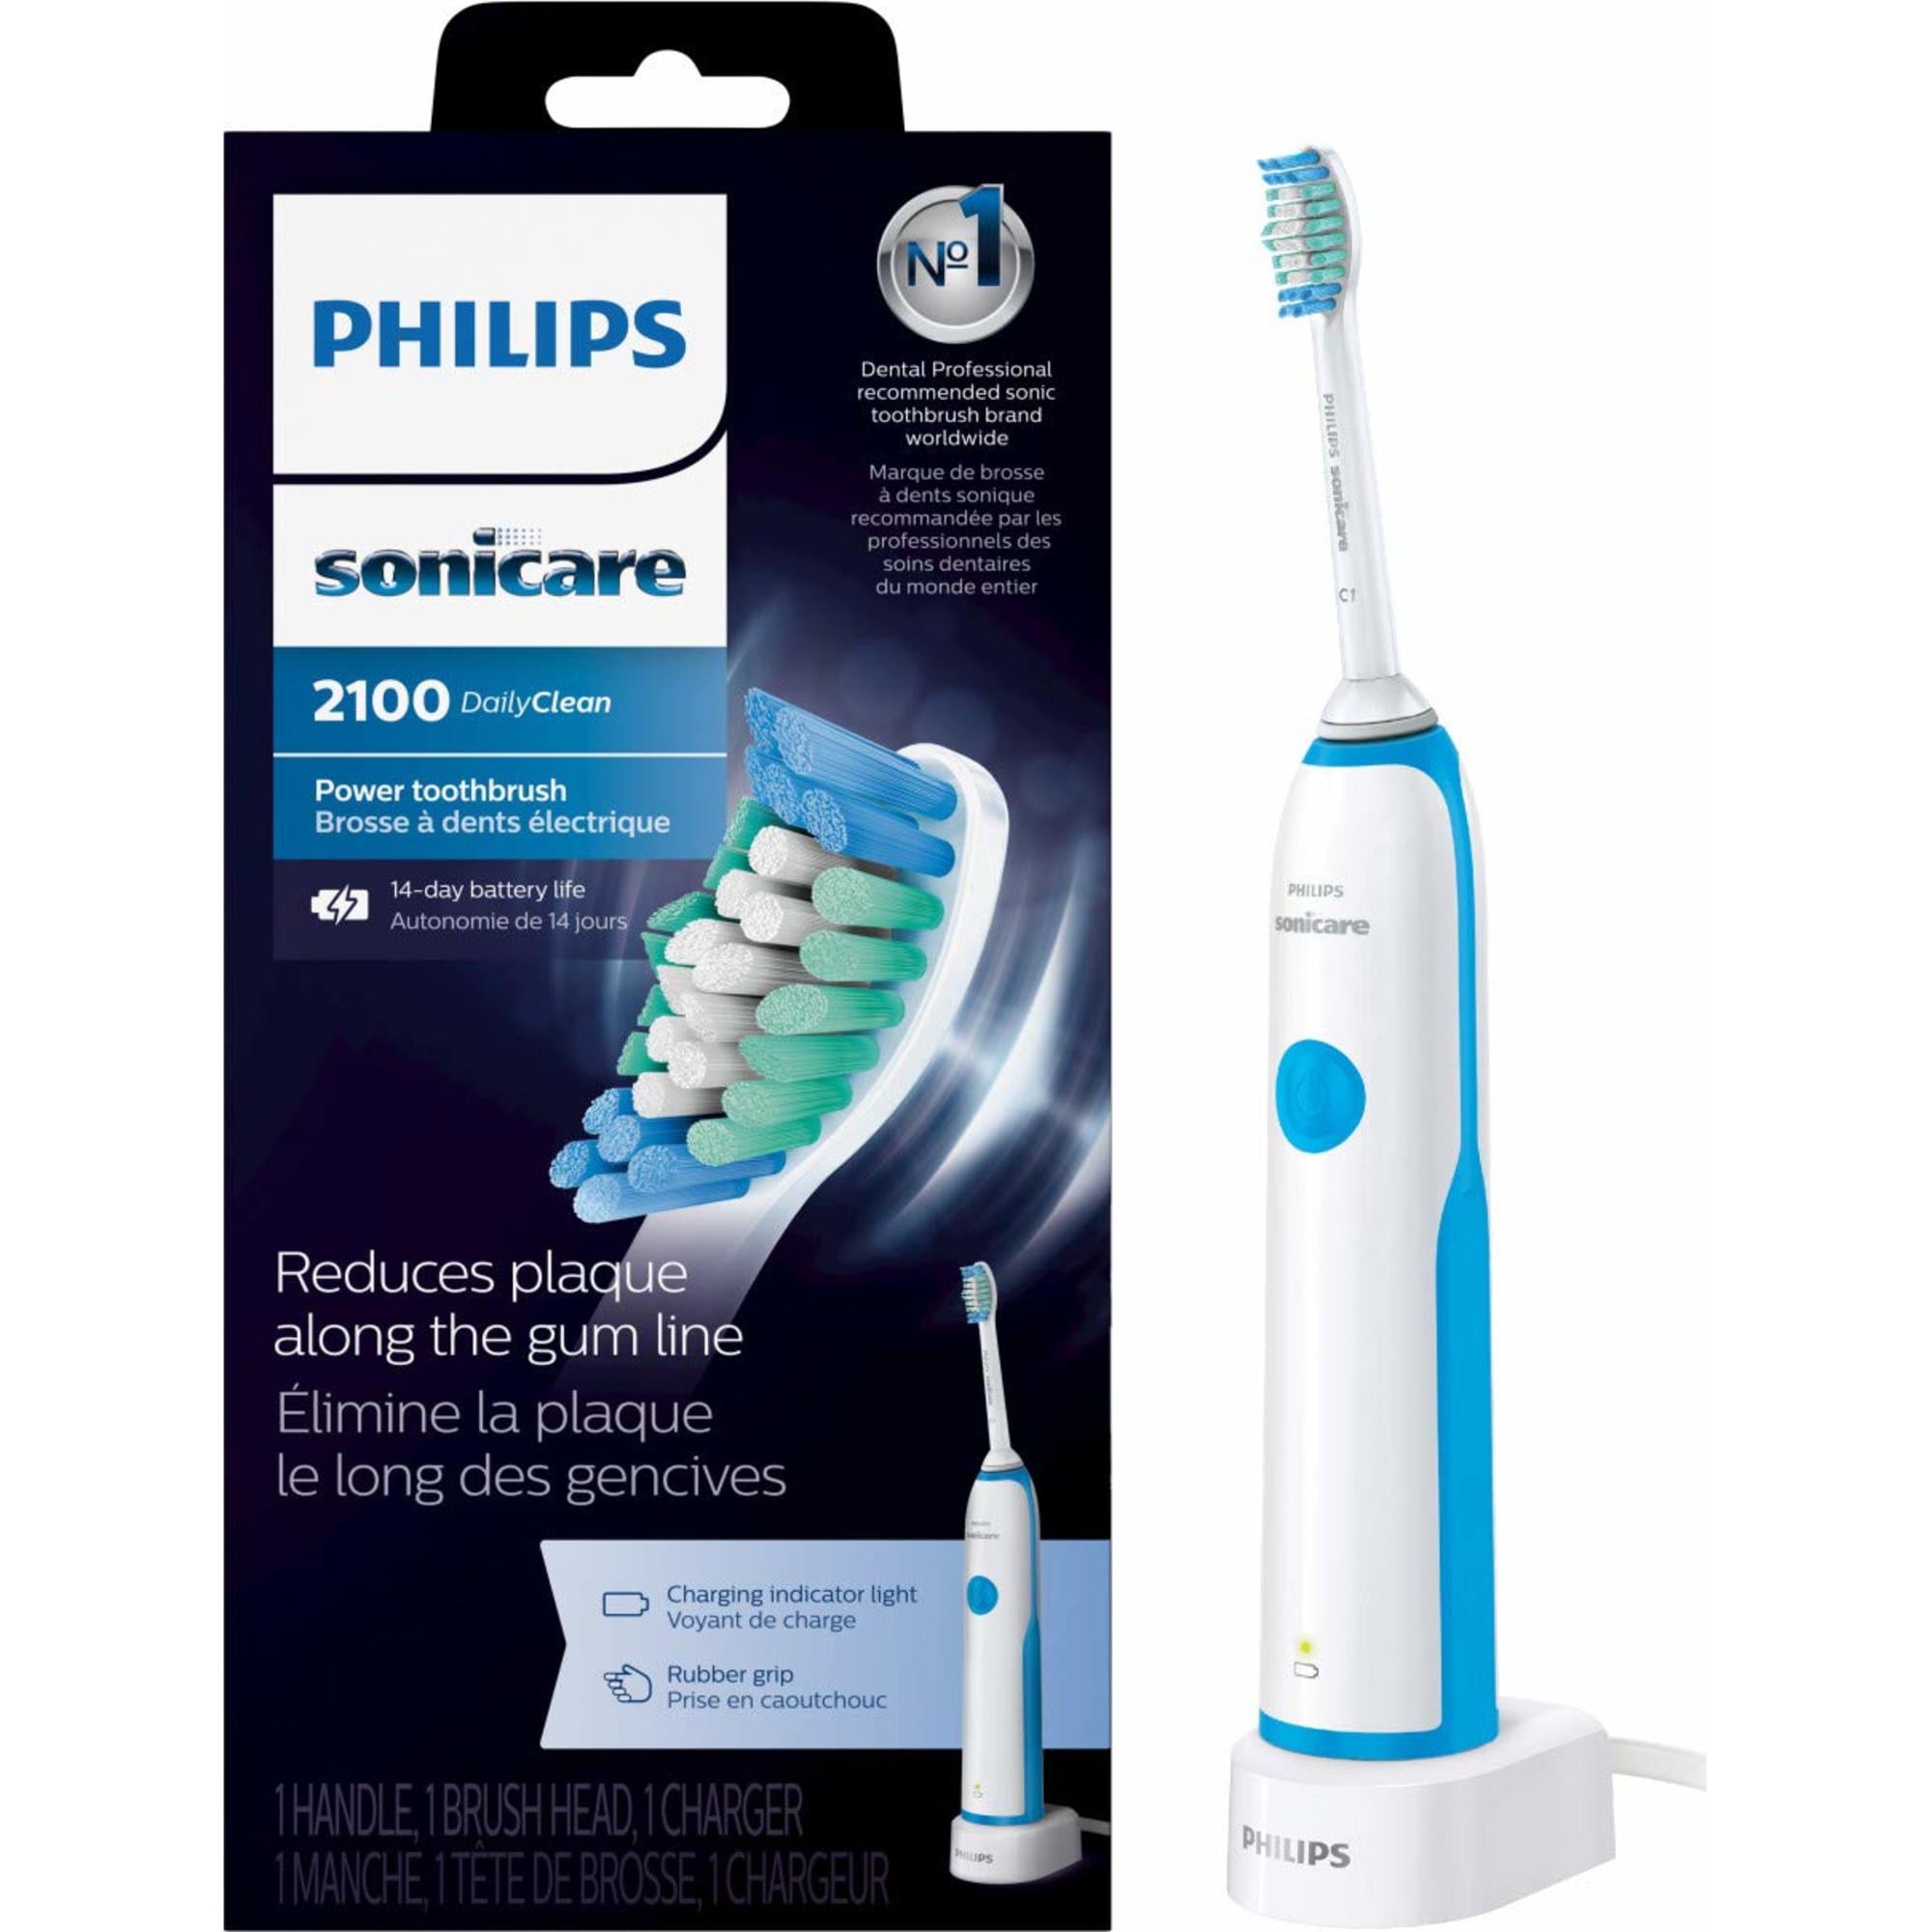 PHILIPS
sonicare
2100 DailyClean
Power toothbrush
Brosse à dents électrique
14-day battery life
Autonomie de 14 jours
Nº1
Dental Professional
recommended sonic
toothbrush brand
worldwide
Marque de brosse
à dents sonique
recommandée par les
professionnels des
soins dentaires
du monde entier
Reduces plaque
along the gum line
Élimine la plaque
le long des gencives
Charging indicator light
Voyant de charge
Rubber grip
Prise en caoutchouc
1 HANDLE, 1 BRUSH HEAD, 1 CHARGER
1 MANCHE, 1 TÊTE DE BROSSE, 1 CHARGEUR
sonicare
PHILIPS
PHILIPS sonicare
C1
PHILIPS
sonicare
PHILIPS